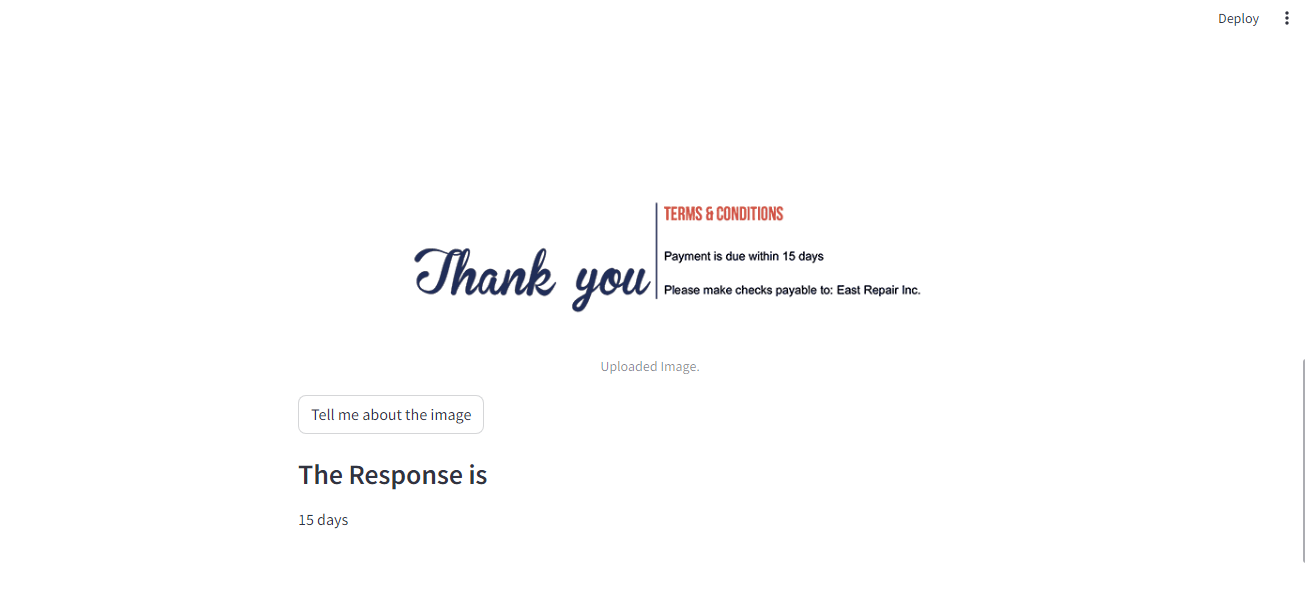 Deploy
TERMS & CONDITIONS
Thank you
Payment is due within 15 days
Please make checks payable to: East Repair Inc.
Uploaded Image.
Tell me about the image
The Response is
15 days